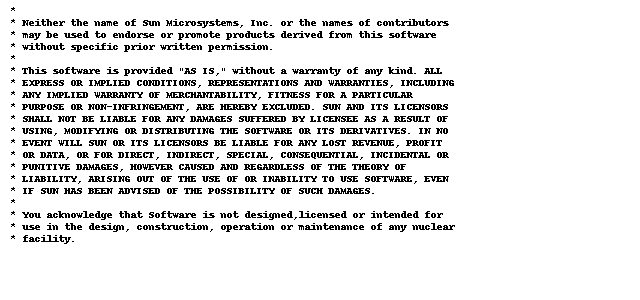 *
* Neither the name of Sun Microsystems, Inc. or the names of contributors
* may be used to endorse or promote products derived from this software
* without specific prior written permission.
*
* This software is provided "AS IS," without a warranty of any kind. ALL
* EXPRESS OR IMPLIED CONDITIONS, REPRESENTATIONS AND WARRANTIES, INCLUDING
* ANY IMPLIED WARRANTY OF MERCHANTABILITY, FITNESS FOR A PARTICULAR
* PURPOSE OR NON-INFRINGEMENT, ARE HEREBY EXCLUDED. SUN AND ITS LICENSORS
* SHALL NOT BE LIABLE FOR ANY DAMAGES SUFFERED BY LICENSEE AS A RESULT OF
* USING, MODIFYING OR DISTRIBUTING THE SOFTWARE OR ITS DERIVATIVES. IN NO
* EVENT WILL SUN OR ITS LICENSORS BE LIABLE FOR ANY LOST REVENUE, PROFIT
* OR DATA, OR FOR DIRECT, INDIRECT, SPECIAL, CONSEQUENTIAL, INCIDENTAL OR
* PUNITIVE DAMAGES, HOWEVER CAUSED AND REGARDLESS OF THE THEORY OF
* LIABILITY, ARISING OUT OF THE USE OF OR INABILITY TO USE SOFTWARE, EVEN
* IF SUN HAS BEEN ADVISED OF THE POSSIBILITY OF SUCH DAMAGES.
*
* You acknowledge that Software is not designed,licensed or intended for
* use in the design, construction, operation or maintenance of any nuclear
* facility.